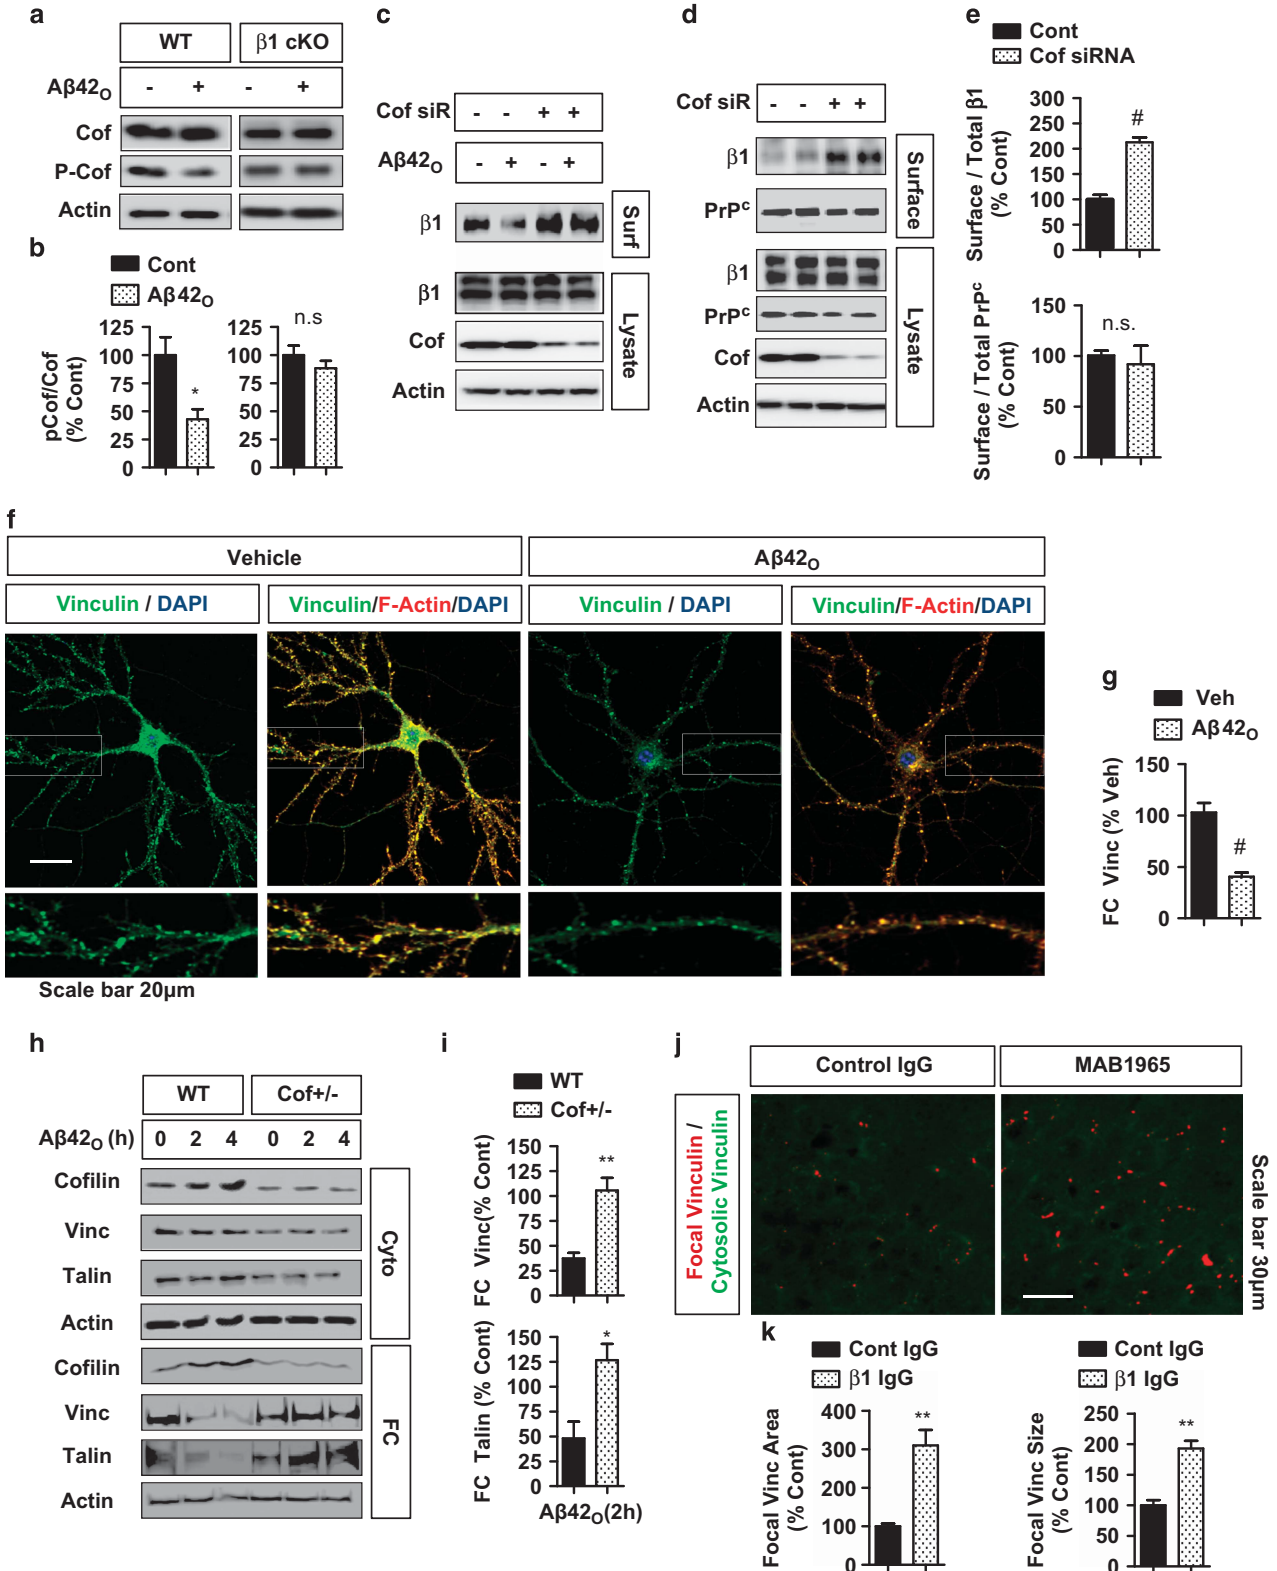 a
WT
β1 cKO
Aβ42O
- + - +
Cof
P-Cof
Actin
b
Cont
Aβ42O
pCof/Cof
(% Cont)
125
100
75
50
25
0
*
125
100
75
50
25
0
n.s
c
Cof siR
- - + +
Aβ42O
- + - +
β1
Surf
β1
Cof
Actin
Lysate
d
Cof siR
- - + +
β1
PrPc
Surface
β1
PrPc
Cof
Actin
Lysate
e
Cont
Cof siRNA
Surface / Total β1
(% Cont)
300
250
200
150
100
50
0
#
Surface / Total PrPc
(% Cont)
150
100
50
0
n.s.
f
Vehicle
Aβ42O
Vinculin / DAPI
Vinculin/F-Actin/DAPI
Vinculin / DAPI
Vinculin/F-Actin/DAPI
Scale bar 20µm
g
Veh
Aβ42O
FC Vinc (% Veh)
150
100
50
0
#
h
WT
Cof+/-
Aβ42O (h)
0 2 4 0 2 4
Cofilin
Vinc
Talin
Actin
Cyto
Cofilin
Vinc
Talin
Actin
FC
i
WT
Cof+/-
FC Vinc(% Cont)
150
125
100
75
50
25
0
**
FC Talin (% Cont)
150
125
100
75
50
25
0
*
Aβ42O(2h)
j
Control IgG
MAB1965
Focal Vinculin /
Cytosolic Vinculin
Scale bar 30µm
k
Cont IgG
β1 IgG
Focal Vinc Area
(% Cont)
400
300
200
100
0
**
Cont IgG
β1 IgG
Focal Vinc Size
(% Cont)
250
200
150
100
50
0
**